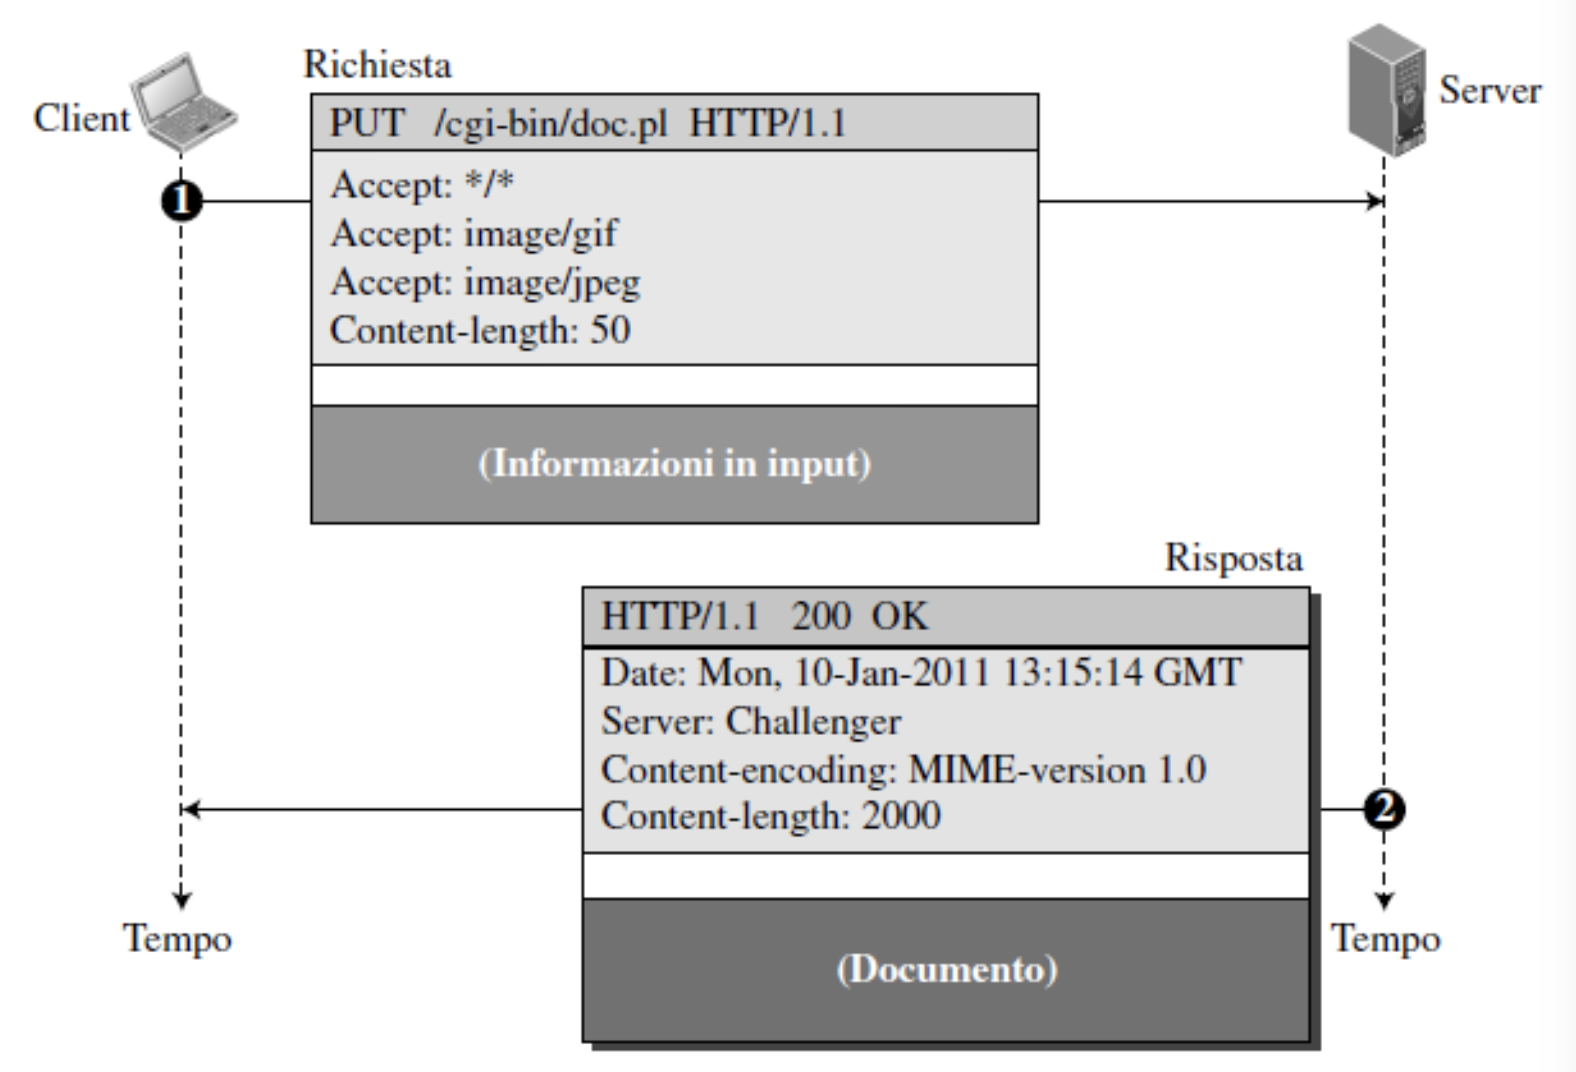 Richiesta
Client
Server
PUT /cgi-bin/doc.pl HTTP/1.1
Accept: */*
1
Accept: image/gif
Accept: image/jpeg
Content-length: 50
(Informazioni in input)
Risposta
HTTP/1.1 200 OK
Date: Mon, 10-Jan-2011 13:15:14 GMT
Server: Challenger
Content-encoding: MIME-version 1.0
Content-length: 2000
2
Tempo
Tempo
(Documento)